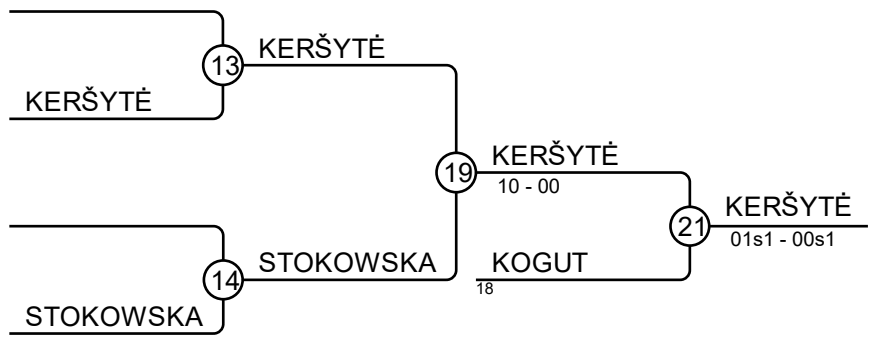 13
KERŠYTĖ
KERŠYTĖ
19
KERŠYTĖ
10 - 00
21
KERŠYTĖ
01s1 - 00s1
14
STOKOWSKA
KOGUT
18
STOKOWSKA